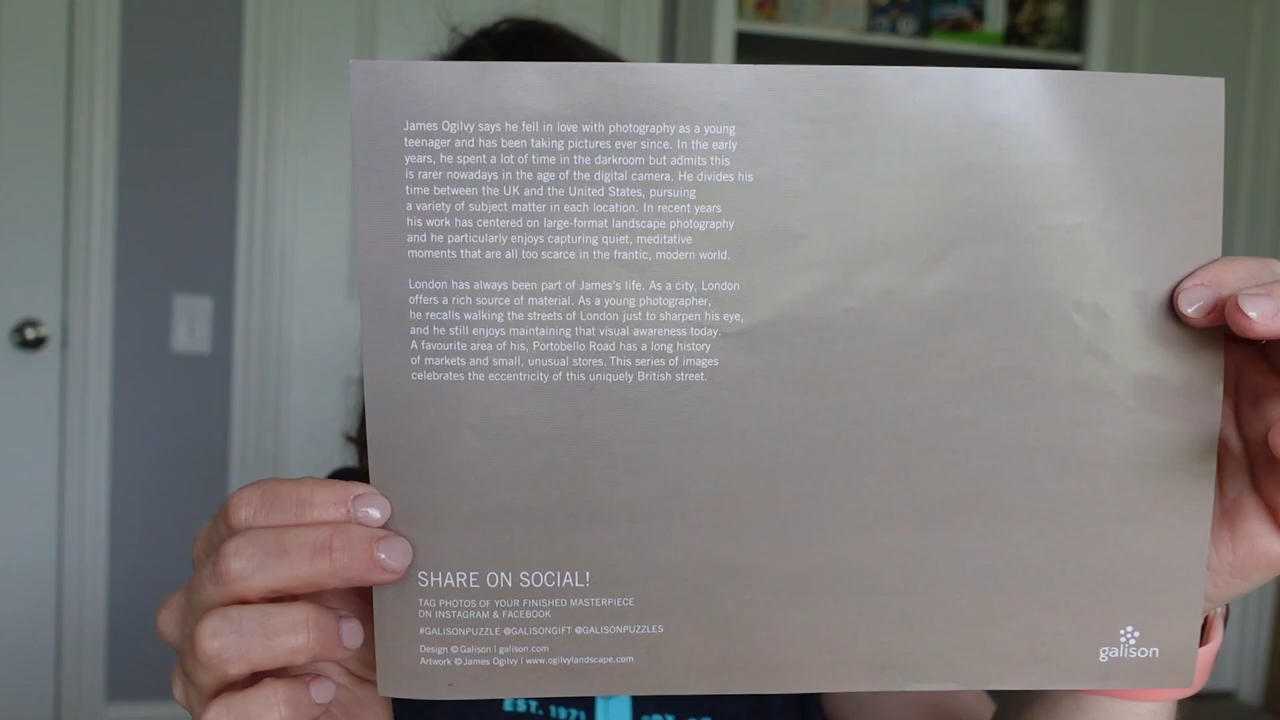 James Ogilvy says he fell in love with photography as a young
teenager and has been taking pictures ever since. In the early
years, he spent a lot of time in the darkroom but admits this
is rarer nowadays in the age of the digital camera. He divides his
time between the UK and the United States, pursuing
a variety of subject matter in each location. In recent years
his work has centered on large-format landscape photography
and he particularly enjoys capturing quiet, meditative
moments that are all too scarce in the frantic, modern world.
London has always been part of James's life. As a city, London
offers a rich source of material. As a young photographer,
he recalls walking the streets of London just to sharpen his eye,
and he still enjoys maintaining that visual awareness today.
A favourite area of his, Portobello Road has a long history
of markets and small, unusual stores. This series of images
celebrates the eccentricity of this uniquely British street.
SHARE ON SOCIAL!
TAG PHOTOS OF YOUR FINISHED MASTERPIECE
ON INSTAGRAM & FACEBOOK
#GALISONPUZZLE @GALISONGIFT @GALISONPUZZLES
Design © Galison | galison.com
Artwork © James Ogilvy | www.ogilvylandscape.com
galison
EST. 1971